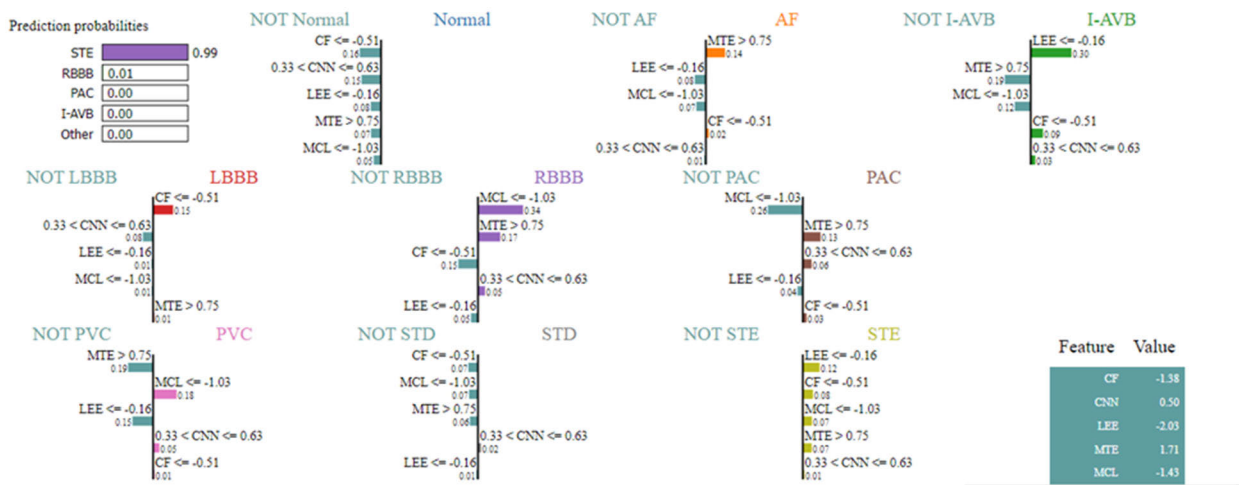 Prediction probabilities
STE 0.99
RBBB 0.01
PAC 0.00
I-AVB 0.00
Other 0.00
NOT Normal Normal
CF <= -0.51
0.16
0.33 < CNN <= 0.63
0.15
LEE <= -0.16
0.08
MTE > 0.75
0.07
MCL <= -1.03
0.05
NOT AF AF
MTE > 0.75
0.14
LEE <= -0.16
0.08
MCL <= -1.03
0.07
CF <= -0.51
0.02
0.33 < CNN <= 0.63
0.01
NOT I-AVB I-AVB
LEE <= -0.16
0.30
MTE > 0.75
0.19
MCL <= -1.03
0.12
CF <= -0.51
0.09
0.33 < CNN <= 0.63
0.03
NOT LBBB LBBB
CF <= -0.51
0.15
0.33 < CNN <= 0.63
0.08
LEE <= -0.16
0.01
MCL <= -1.03
0.01
MTE > 0.75
0.01
NOT RBBB RBBB
MCL <= -1.03
0.34
MTE > 0.75
0.17
CF <= -0.51
0.15
0.33 < CNN <= 0.63
0.05
LEE <= -0.16
0.05
NOT PAC PAC
MCL <= -1.03
0.26
MTE > 0.75
0.13
0.33 < CNN <= 0.63
0.06
LEE <= -0.16
0.04
CF <= -0.51
0.03
NOT PVC PVC
MTE > 0.75
0.19
MCL <= -1.03
0.18
LEE <= -0.16
0.15
0.33 < CNN <= 0.63
0.05
CF <= -0.51
0.01
NOT STD STD
CF <= -0.51
0.07
MCL <= -1.03
0.07
MTE > 0.75
0.06
0.33 < CNN <= 0.63
0.02
LEE <= -0.16
0.01
NOT STE STE
LEE <= -0.16
0.12
CF <= -0.51
0.08
MCL <= -1.03
0.07
MTE > 0.75
0.07
0.33 < CNN <= 0.63
0.01
Feature Value
CF -1.38
CNN 0.50
LEE -2.03
MTE 1.71
MCL -1.43